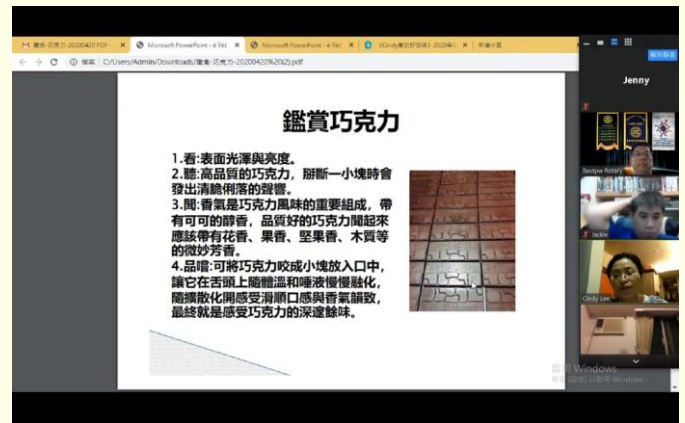 Microsoft PowerPoint -
C:/Users/Admin/Downloads/
鑑賞巧克力
1.看:表面光澤與亮度。
2.聽:高品質的巧克力，掰斷一小塊時會
發出清脆俐落的聲響。
3.聞:香氣是巧克力風味的重要組成，帶
有可可的醇香，品質好的巧克力聞起來
應該帶有花香、果香、堅果香、木質等
的微妙芳香。
4.品嚐:可將巧克力咬成小塊放入口中，
讓它在舌頭上隨體溫和唾液慢慢融化，
隨擴散化開感受滑順口感與香氣韻致，
最終就是感受巧克力的深邃餘味。
Jenny
Rotary
Jackie
Cindy Lee
啟用 Windows